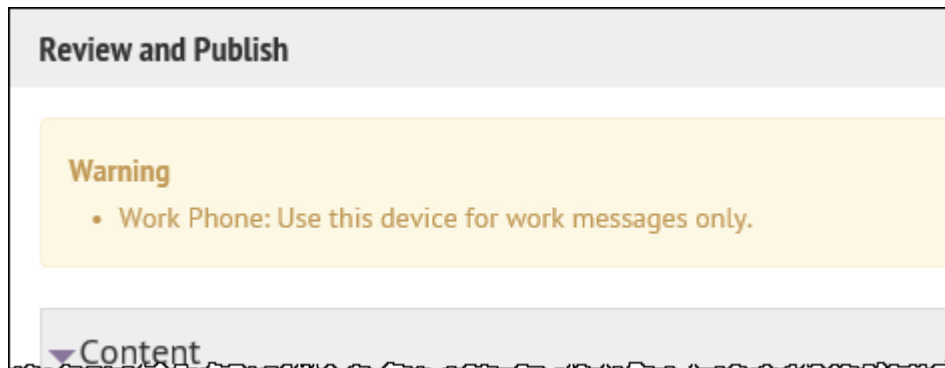 Review and Publish
Warning
• Work Phone: Use this device for work messages only.
Content